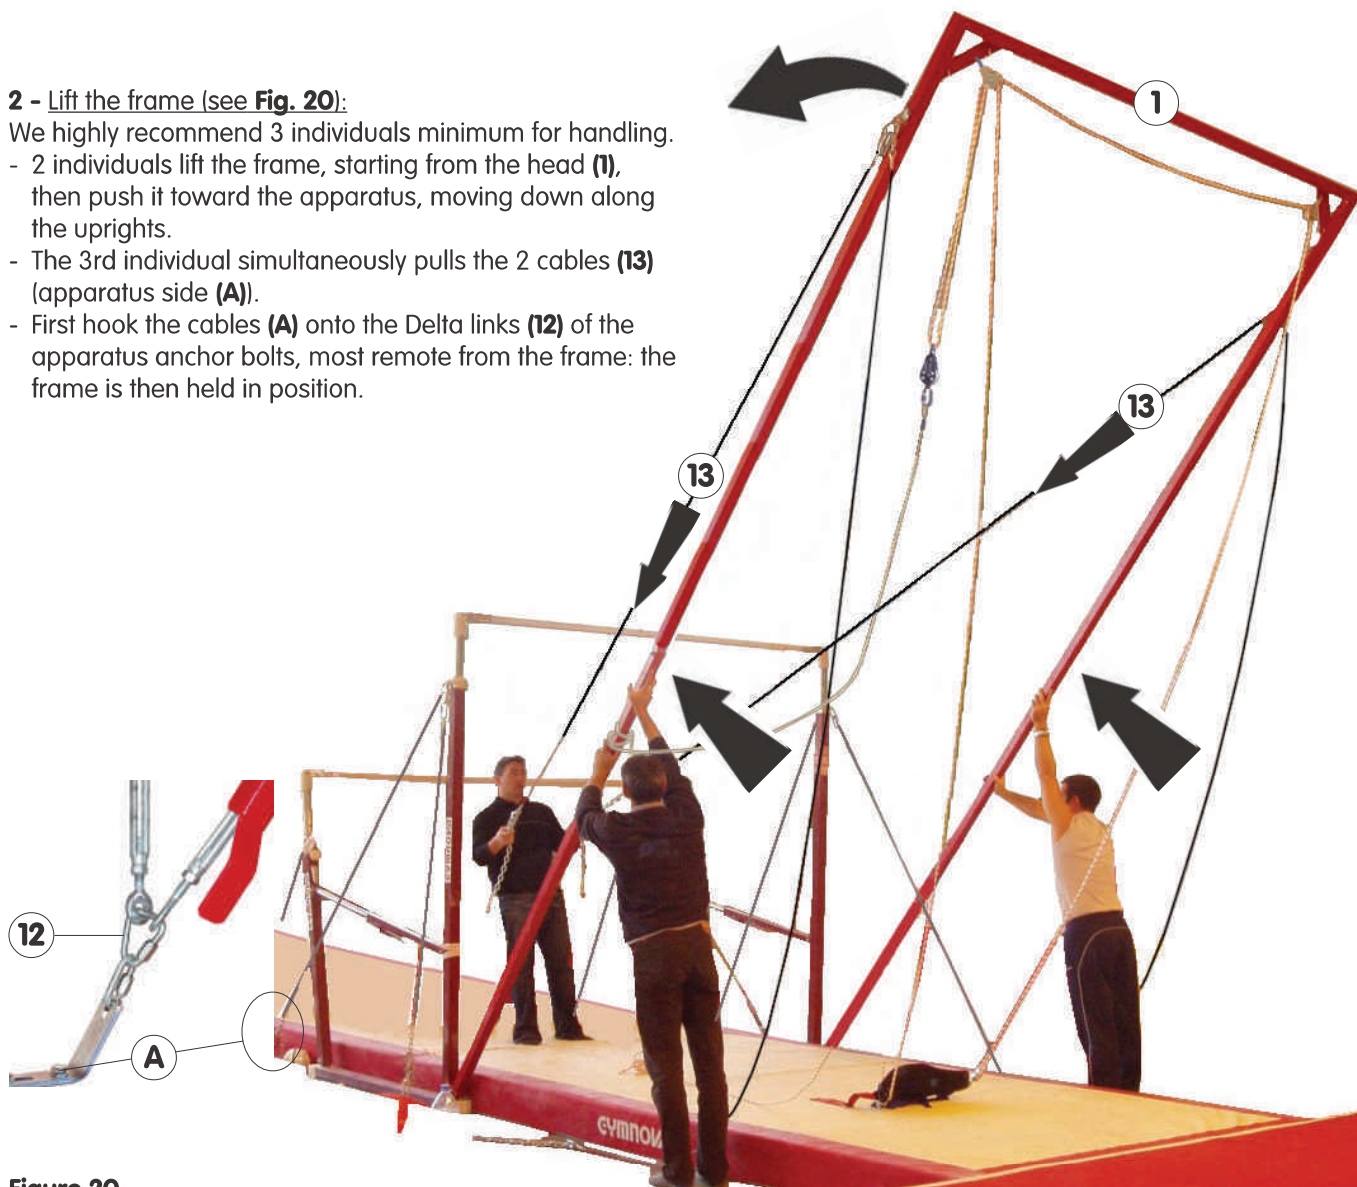 2 - Lift the frame (see Fig. 20):
We highly recommend 3 individuals minimum for handling.
- 2 individuals lift the frame, starting from the head (1),
then push it toward the apparatus, moving down along
the uprights.
- The 3rd individual simultaneously pulls the 2 cables (13)
(apparatus side (A)).
- First hook the cables (A) onto the Delta links (12) of the
apparatus anchor bolts, most remote from the frame: the
frame is then held in position.
1
13
13
12
A
GYMNOVA
Figure 20